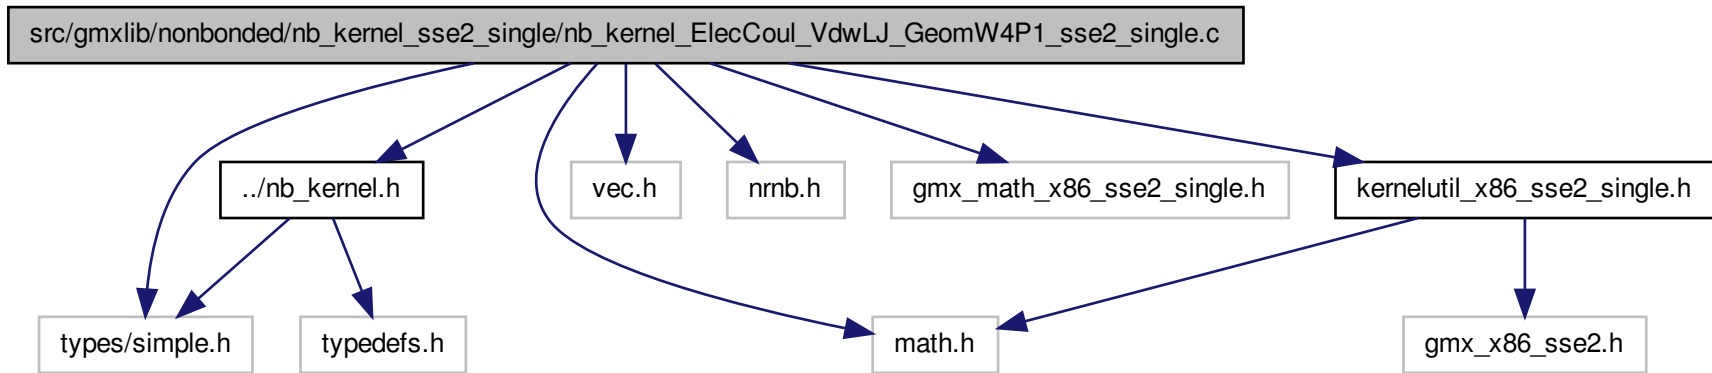 src/gmxlib/nonbonded/nb_kernel_sse2_single/nb_kernel_ElecCoul_VdwLJ_GeomW4P1_sse2_single.c
../nb_kernel.h
vec.h
nrnb.h
gmx_math_x86_sse2_single.h
kernelutil_x86_sse2_single.h
types/simple.h
typedefs.h
math.h
gmx_x86_sse2.h